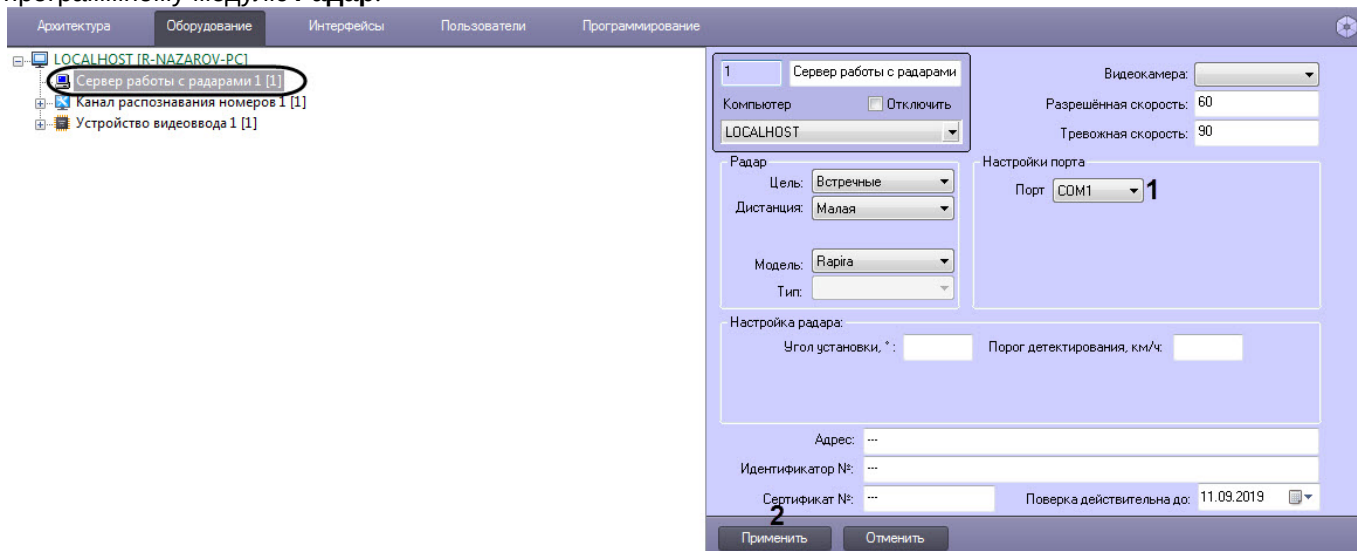 программному модулю Радар.
Архитектура Оборудование Интерфейсы Пользователи Программирование
LOCALHOST [R-NAZAROV-PC]
Сервер работы с радарами 1 [1]
Канал распознавания номеров 1 [1]
Устройство видеоввода 1 [1]
1 Сервер работы с радарами
Компьютер Отключить
LOCALHOST
Видеокамера:
Разрешённая скорость: 60
Тревожная скорость: 90
Радар
Цель: Встречные
Дистанция: Малая
Модель: Rapira
Тип:
Настройки порта
Порт COM1 1
Настройка радара:
Угол установки, ° : Порог детектирования, км/ч:
Адрес: ---
Идентификатор №: ---
Сертификат №: --- Поверка действительна до: 11.09.2019
2
Применить Отменить